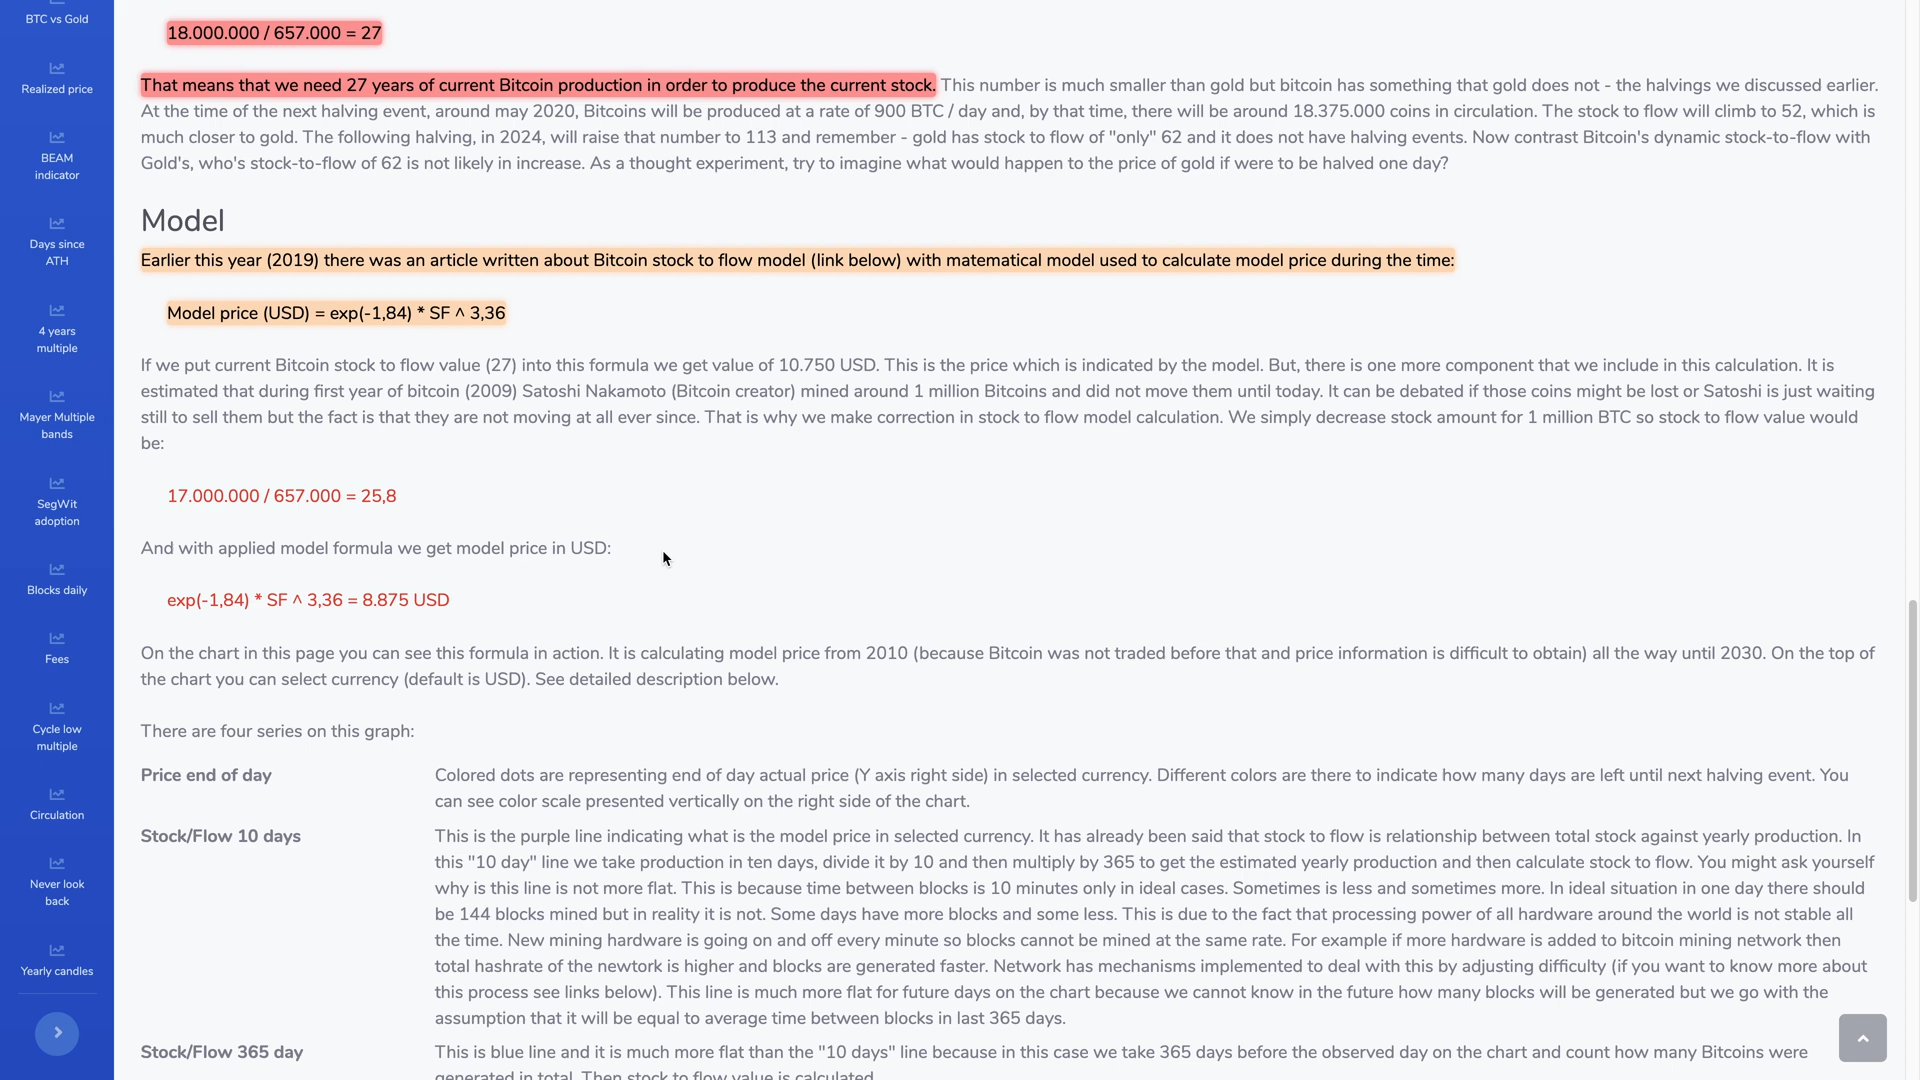 BTC vs Gold
Realized price
BEAM
indicator
Days since
ATH
4 years
multiple
Mayer Multiple
bands
SegWit
adoption
Blocks daily
Fees
Cycle low
multiple
Circulation
Never look
back
Yearly candles
18.000.000 / 657.000 = 27
That means that we need 27 years of current Bitcoin production in order to produce the current stock. This number is much smaller than gold but bitcoin has something that gold does not - the halvings we discussed earlier.
At the time of the next halving event, around may 2020, Bitcoins will be produced at a rate of 900 BTC / day and, by that time, there will be around 18.375.000 coins in circulation. The stock to flow will climb to 52, which is
much closer to gold. The following halving, in 2024, will raise that number to 113 and remember - gold has stock to flow of "only" 62 and it does not have halving events. Now contrast Bitcoin's dynamic stock-to-flow with
Gold's, who's stock-to-flow of 62 is not likely in increase. As a thought experiment, try to imagine what would happen to the price of gold if were to be halved one day?
Model
Earlier this year (2019) there was an article written about Bitcoin stock to flow model (link below) with matematical model used to calculate model price during the time:
Model price (USD) = exp(-1,84) * SF ^ 3,36
If we put current Bitcoin stock to flow value (27) into this formula we get value of 10.750 USD. This is the price which is indicated by the model. But, there is one more component that we include in this calculation. It is
estimated that during first year of bitcoin (2009) Satoshi Nakamoto (Bitcoin creator) mined around 1 million Bitcoins and did not move them until today. It can be debated if those coins might be lost or Satoshi is just waiting
still to sell them but the fact is that they are not moving at all ever since. That is why we make correction in stock to flow model calculation. We simply decrease stock amount for 1 million BTC so stock to flow value would
be:
17.000.000 / 657.000 = 25,8
And with applied model formula we get model price in USD:
exp(-1,84) * SF ^ 3,36 = 8.875 USD
On the chart in this page you can see this formula in action. It is calculating model price from 2010 (because Bitcoin was not traded before that and price information is difficult to obtain) all the way until 2030. On the top of
the chart you can select currency (default is USD). See detailed description below.
There are four series on this graph:
Price end of day
Colored dots are representing end of day actual price (Y axis right side) in selected currency. Different colors are there to indicate how many days are left until next halving event. You
can see color scale presented vertically on the right side of the chart.
Stock/Flow 10 days
This is the purple line indicating what is the model price in selected currency. It has already been said that stock to flow is relationship between total stock against yearly production. In
this "10 day" line we take production in ten days, divide it by 10 and then multiply by 365 to get the estimated yearly production and then calculate stock to flow. You might ask yourself
why is this line is not more flat. This is because time between blocks is 10 minutes only in ideal cases. Sometimes is less and sometimes more. In ideal situation in one day there should
be 144 blocks mined but in reality it is not. Some days have more blocks and some less. This is due to the fact that processing power of all hardware around the world is not stable all
the time. New mining hardware is going on and off every minute so blocks cannot be mined at the same rate. For example if more hardware is added to bitcoin mining network then
total hashrate of the newtork is higher and blocks are generated faster. Network has mechanisms implemented to deal with this by adjusting difficulty (if you want to know more about
this process see links below). This line is much more flat for future days on the chart because we cannot know in the future how many blocks will be generated but we go with the
assumption that it will be equal to average time between blocks in last 365 days.
Stock/Flow 365 day
This is blue line and it is much more flat than the "10 days" line because in this case we take 365 days before the observed day on the chart and count how many Bitcoins were
generated in total. Then stock to flow value is calculated.